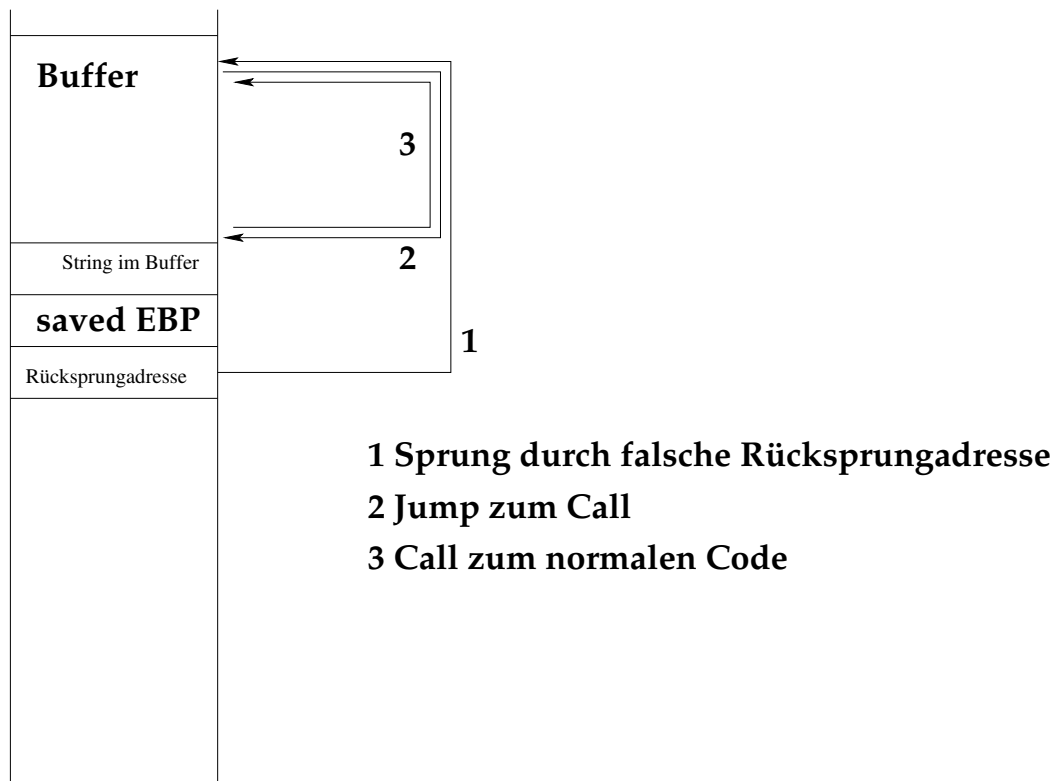 Buffer
3
String im Buffer
2
saved EBP
1
Rücksprungadresse
1 Sprung durch falsche Rücksprungadresse
2 Jump zum Call
3 Call zum normalen Code